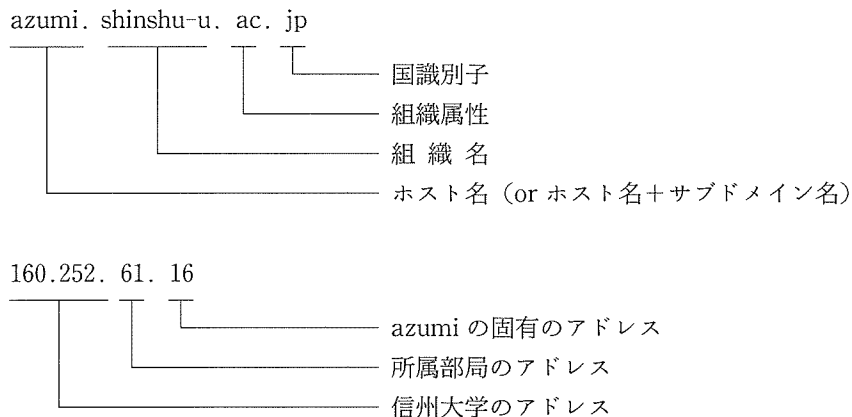 azumi. shinshu-u. ac. jp
国識別子
組織属性
組 織 名
ホスト名（or ホスト名＋サブドメイン名）
160.252. 61. 16
azumi の固有のアドレス
所属部局のアドレス
信州大学のアドレス